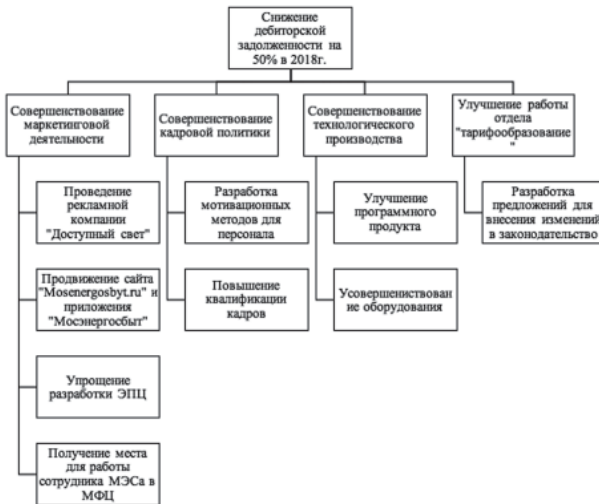 Снижение
дебиторской
задолженности на
50% в 2018г.
Совершенствование
маркетинговой
деятельности
Проведение
рекламной
компании
"Доступный свет"
Продвижение сайта
"Mosenergosbyt.ru" и
приложения
"Мосэнергосбыт"
Упрощение
разработки ЭПЦ
Получение места
для работы
сотрудника МЭСа в
МФЦ
Совершенствование
кадровой политики
Разработка
мотивационных
методов для
персонала
Повышение
квалификации
кадров
Совершенствование
технологического
производства
Улучшение
программного
продукта
Усовершениствован
ие оборудования
Улучшение работы
отдела
"тарифообразование
"
Разработка
предложений для
внесения изменений
в законодательство